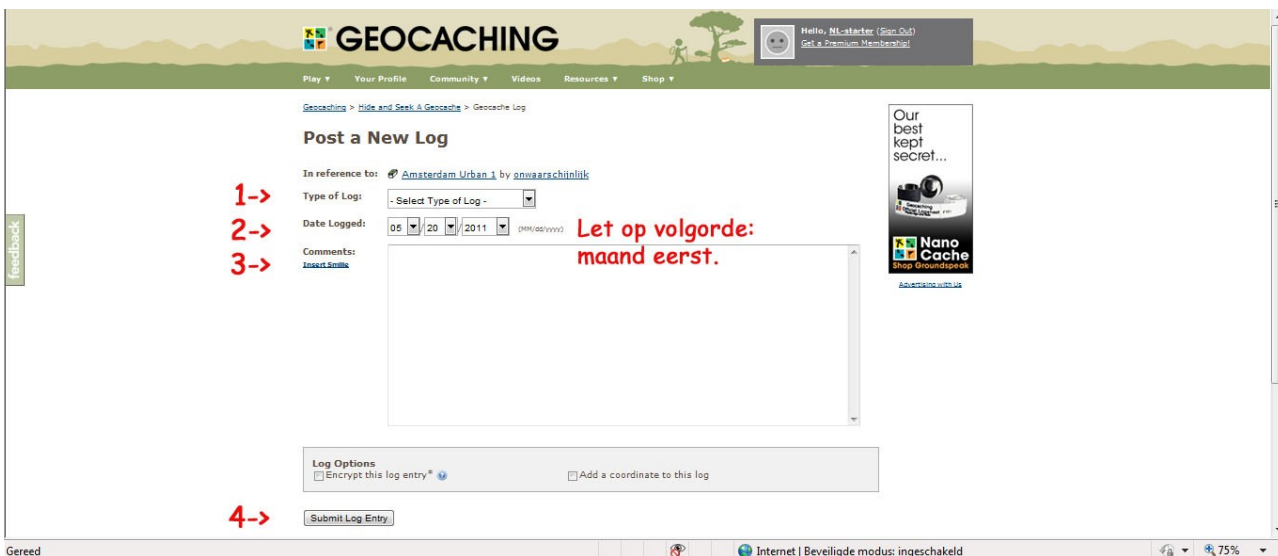 GEOCACHING
Hello, NL-starter (Sign Out)
Get a Premium Membership!
Play Your Profile Community Videos Resources Shop
Geocaching > Hide and Seek A Geocache > Geocache Log
Post a New Log
In reference to: Amsterdam Urban 1 by onwaarschijnlijk
1-> Type of Log: - Select Type of Log -
2-> Date Logged: 05 / 20 / 2011 (MM/dd/yyyy)
Let op volgorde:
maand eerst.
Comments:
3-> Insert Smilie
feedback
Our
best
kept
secret...
Nano
Cache
Shop Groundspeak
Advertising with Us
Log Options
Encrypt this log entry* Add a coordinate to this log
4-> Submit Log Entry
Gereed Internet | Beveiligde modus: ingeschakeld 75%